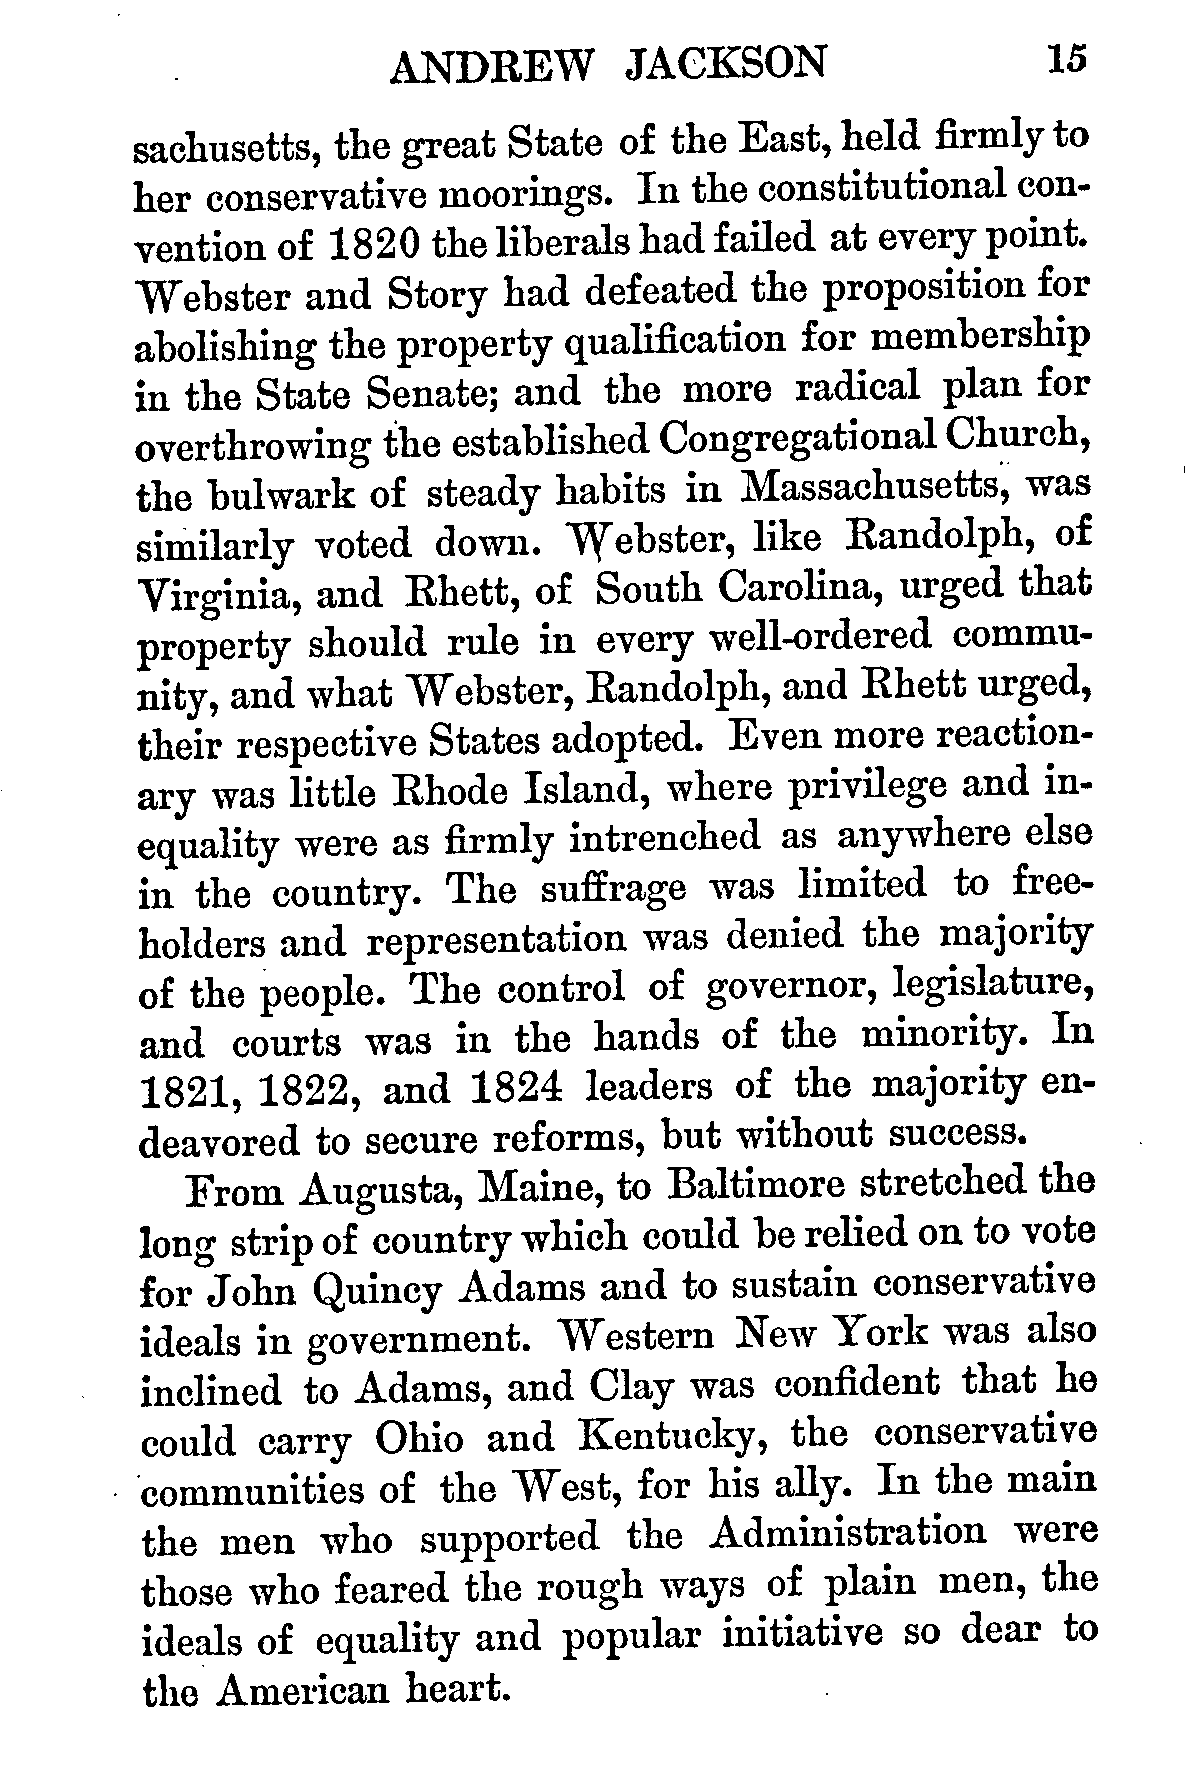 ANDREW JACKSON 15
sachusetts, the great State of the East, held firmly to
her conservative moorings. In the constitutional con-
vention of 1820 the liberals had failed at every point.
Webster and Story had defeated the proposition for
abolishing the property qualification for membership
in the State Senate; and the more radical plan for
overthrowing the established Congregational Church,
the bulwark of steady habits in Massachusetts, was
similarly voted down. Webster, like Randolph, of
Virginia, and Rhett, of South Carolina, urged that
property should rule in every well-ordered commu-
nity, and what Webster, Randolph, and Rhett urged,
their respective States adopted. Even more reaction-
ary was little Rhode Island, where privilege and in-
equality were as firmly intrenched as anywhere else
in the country. The suffrage was limited to free-
holders and representation was denied the majority
of the people. The control of governor, legislature,
and courts was in the hands of the minority. In
1821, 1822, and 1824 leaders of the majority en-
deavored to secure reforms, but without success.
From Augusta, Maine, to Baltimore stretched the
long strip of country which could be relied on to vote
for John Quincy Adams and to sustain conservative
ideals in government. Western New York was also
inclined to Adams, and Clay was confident that he
could carry Ohio and Kentucky, the conservative
communities of the West, for his ally. In the main
the men who supported the Administration were
those who feared the rough ways of plain men, the
ideals of equality and popular initiative so dear to
the American heart.